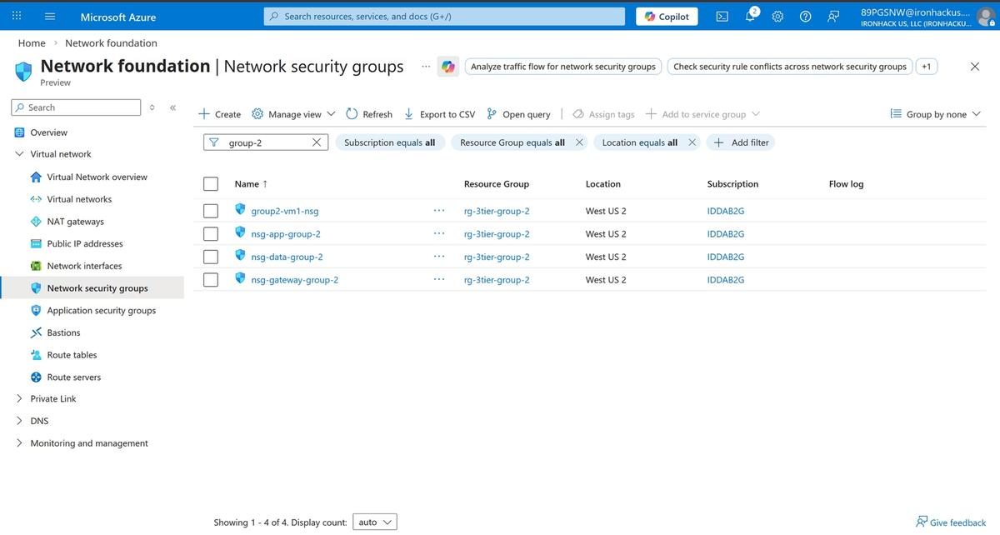 Microsoft Azure
Search resources, services, and docs (G+/)
Copilot
2
89PGSNW@ironhackus....
IRONHACK US, LLC (IRONHACKU...
Home > Network foundation
Network foundation | Network security groups
...
Analyze traffic flow for network security groups
Check security rule conflicts across network security groups
+1
Preview
Search
Overview
Virtual network
Virtual Network overview
Virtual networks
NAT gateways
Public IP addresses
Network interfaces
Network security groups
Application security groups
Bastions
Route tables
Route servers
Private Link
DNS
Monitoring and management
Create
Manage view
Refresh
Export to CSV
Open query
Assign tags
Add to service group
Group by none
group-2
Subscription equals all
Resource Group equals all
Location equals all
Add filter
Name ↑ Resource Group Location Subscription Flow log
group2-vm1-nsg ... rg-3tier-group-2 West US 2 IDDAB2G
nsg-app-group-2 ... rg-3tier-group-2 West US 2 IDDAB2G
nsg-data-group-2 ... rg-3tier-group-2 West US 2 IDDAB2G
nsg-gateway-group-2 ... rg-3tier-group-2 West US 2 IDDAB2G
Showing 1 - 4 of 4. Display count: auto
Give feedback